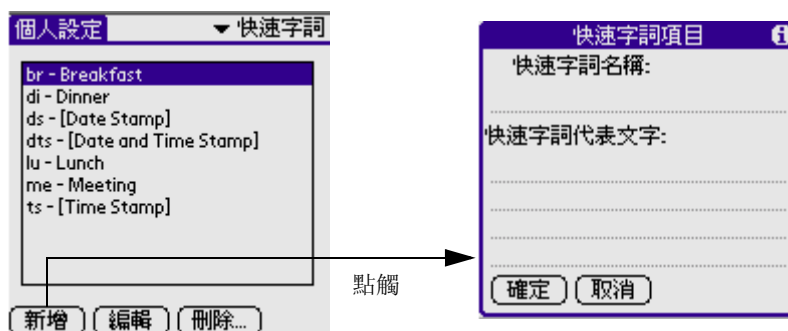 個人設定
快速字詞
br - Breakfast
di - Dinner
ds - [Date Stamp]
dts - [Date and Time Stamp]
lu - Lunch
me - Meeting
ts - [Time Stamp]
新增
編輯
刪除...
點觸
快速字詞項目
快速字詞名稱:
快速字詞代表文字:
確定
取消